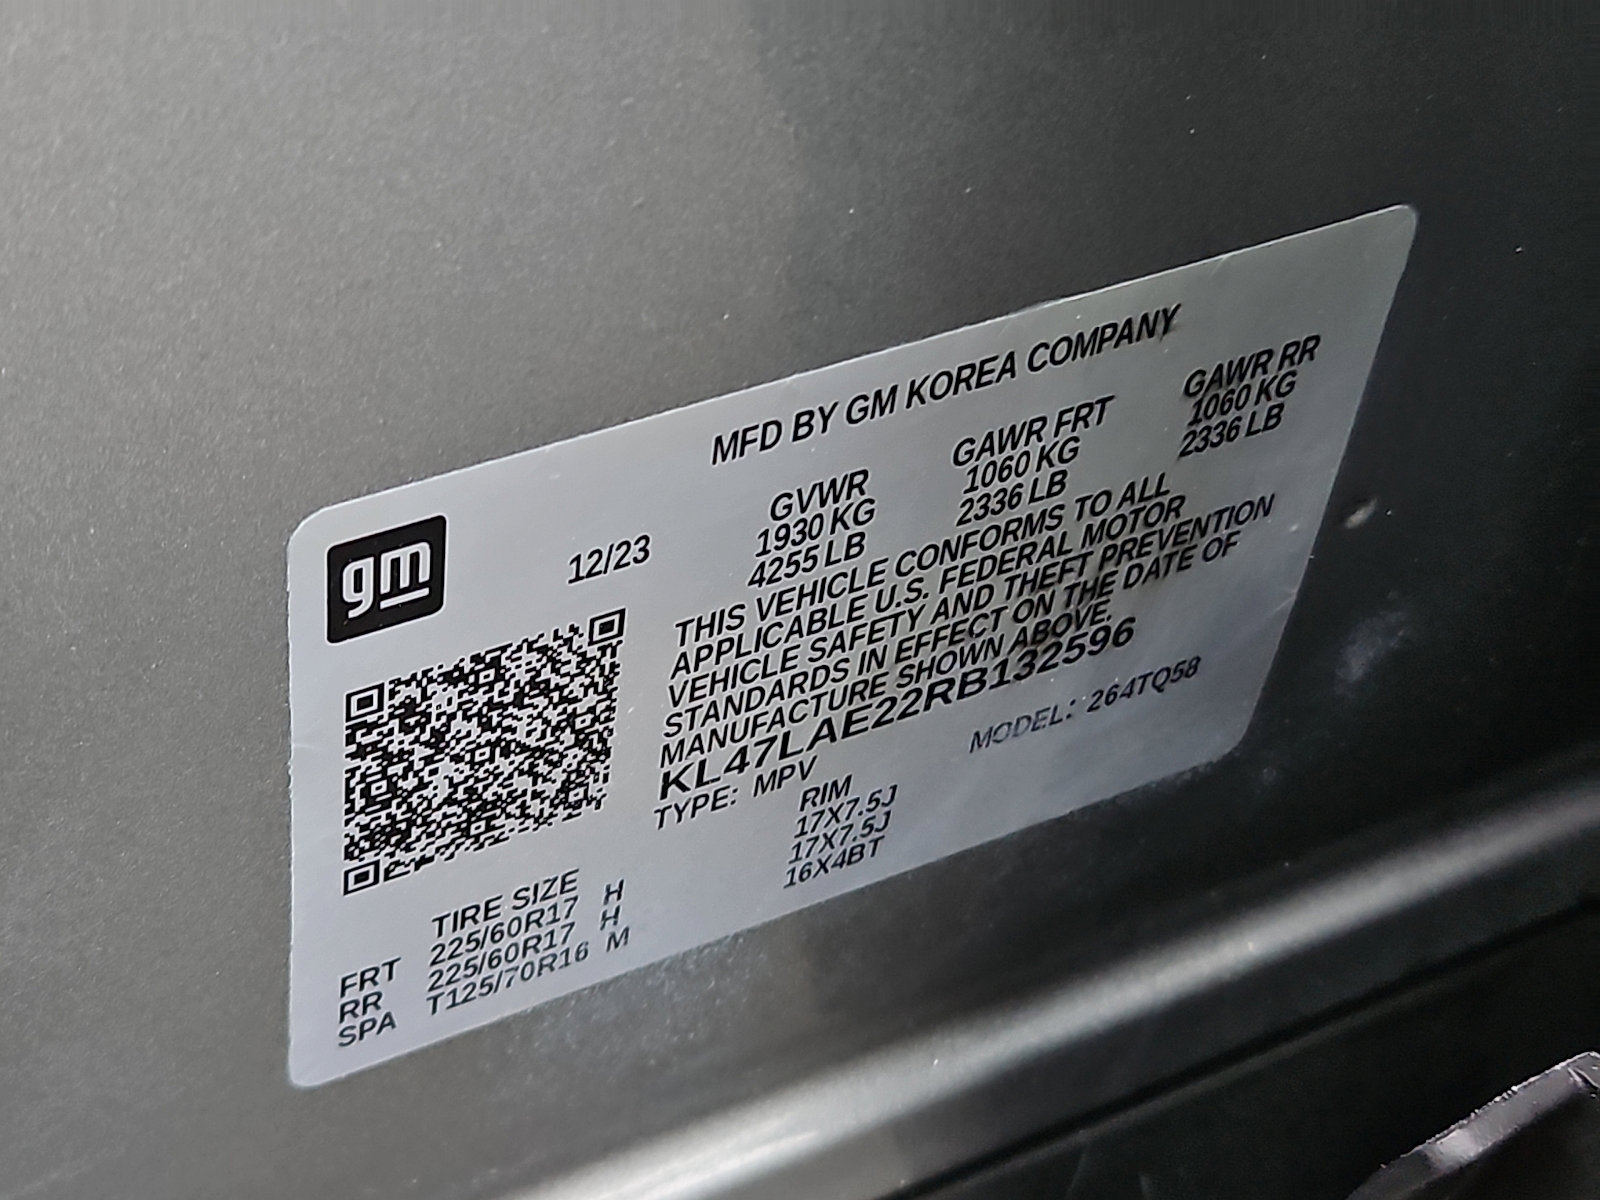 MFD BY GM KOREA COMPANY
gm
12/23
GVWR GAWR FRT GAWR RR
1930 KG 1060 KG 1060 KG
4255 LB 2336 LB 2336 LB
THIS VEHICLE CONFORMS TO ALL
APPLICABLE U.S. FEDERAL MOTOR
VEHICLE SAFETY AND THEFT PREVENTION
STANDARDS IN EFFECT ON THE DATE OF
MANUFACTURE SHOWN ABOVE.
KL47LAE22RB132596
TYPE: MPV MODEL: 264TQ58
TIRE SIZE RIM
FRT 225/60R17 H 17X7.5J
RR 225/60R17 H 17X7.5J
SPA T125/70R16 M 16X4BT